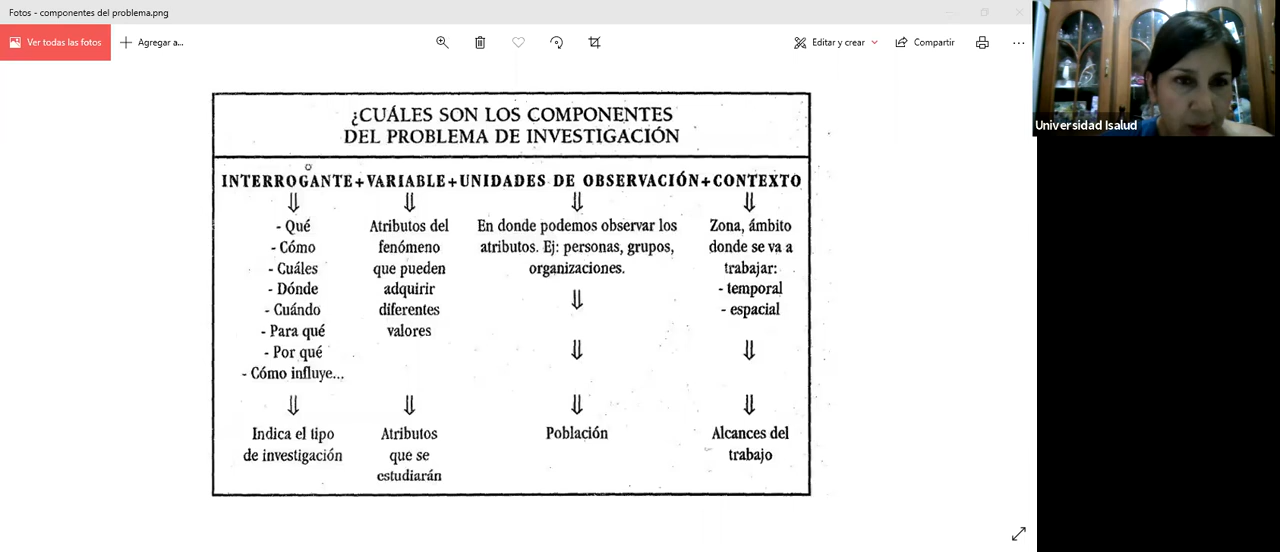 Fotos - componentes del problema.png
Ver todas las fotos
Agregar a...
Editar y crear
Compartir
Universidad Isalud
¿CUÁLES SON LOS COMPONENTES
DEL PROBLEMA DE INVESTIGACIÓN
INTERROGANTE+VARIABLE+UNIDADES DE OBSERVACIÓN+CONTEXTO
- Qué
- Cómo
- Cuáles
- Dónde
- Cuándo
- Para qué
- Por qué
- Cómo influye...
Indica el tipo
de investigación
Atributos del
fenómeno
que pueden
adquirir
diferentes
valores
Atributos
que se
estudiarán
En donde podemos observar los
atributos. Ej: personas, grupos,
organizaciones.
Población
Zona, ámbito
donde se va a
trabajar:
- temporal
- espacial
Alcances del
trabajo